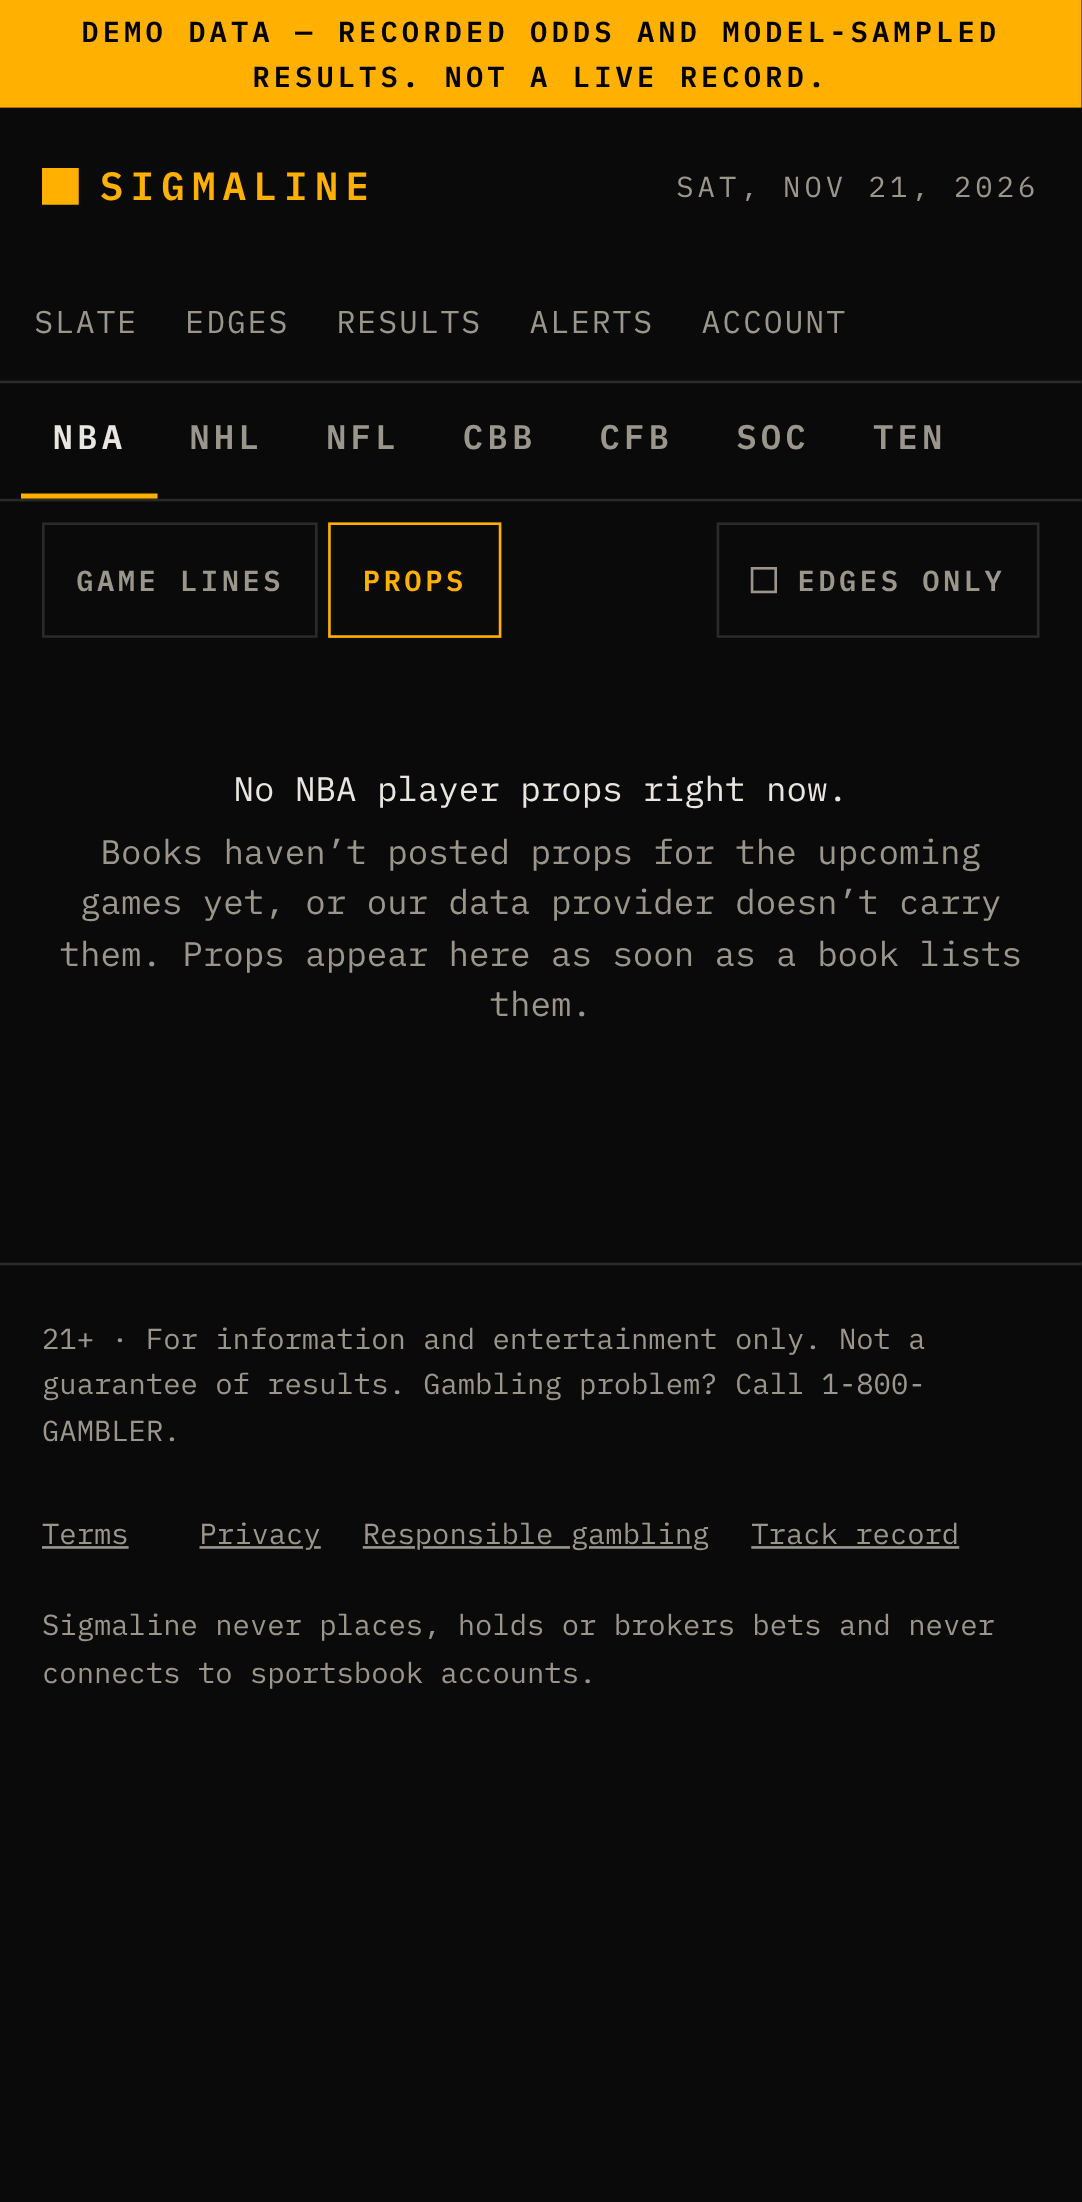 DEMO DATA — RECORDED ODDS AND MODEL-SAMPLED
RESULTS. NOT A LIVE RECORD.
SIGMALINE
SAT, NOV 21, 2026
SLATE EDGES RESULTS ALERTS ACCOUNT
NBA NHL NFL CBB CFB SOC TEN
GAME LINES PROPS EDGES ONLY
No NBA player props right now.
Books haven’t posted props for the upcoming
games yet, or our data provider doesn’t carry
them. Props appear here as soon as a book lists
them.
21+ · For information and entertainment only. Not a
guarantee of results. Gambling problem? Call 1-800-
GAMBLER.
Terms Privacy Responsible gambling Track record
Sigmaline never places, holds or brokers bets and never
connects to sportsbook accounts.